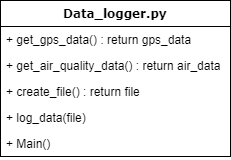 Data_logger.py
+ get_gps_data() : return gps_data
+ get_air_quality_data() : return air_data
+ create_file() : return file
+ log_data(file)
+ Main()